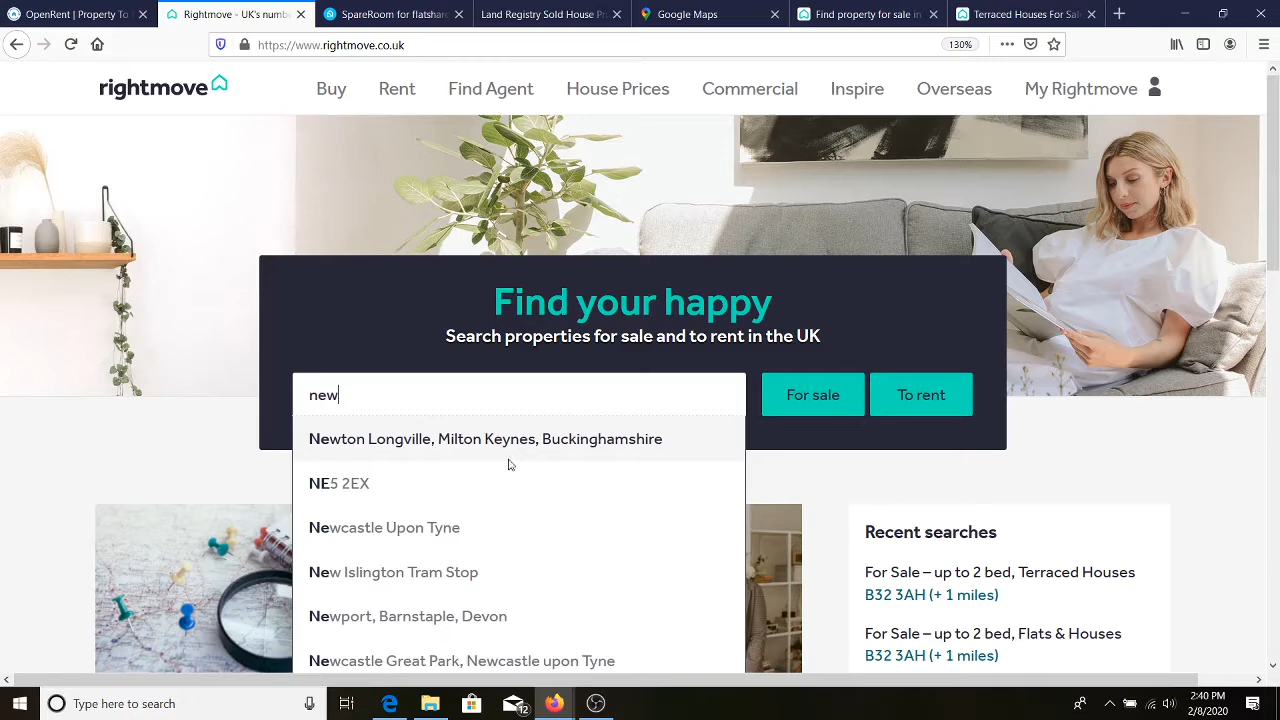 OpenRent | Property To
Rightmove - UK's numb
SpareRoom for flatshar
Land Registry Sold House Pr
Google Maps
Find property for sale in
Terraced Houses For Sal
https://www.rightmove.co.uk
130%
rightmove
Buy
Rent
Find Agent
House Prices
Commercial
Inspire
Overseas
My Rightmove
Find your happy
Search properties for sale and to rent in the UK
new
For sale
To rent
Newton Longville, Milton Keynes, Buckinghamshire
NE5 2EX
Newcastle Upon Tyne
New Islington Tram Stop
Newport, Barnstaple, Devon
Newcastle Great Park, Newcastle upon Tyne
Recent searches
For Sale – up to 2 bed, Terraced Houses
B32 3AH (+ 1 miles)
For Sale – up to 2 bed, Flats & Houses
B32 3AH (+ 1 miles)
Type here to search
12
2:40 PM
2/8/2020